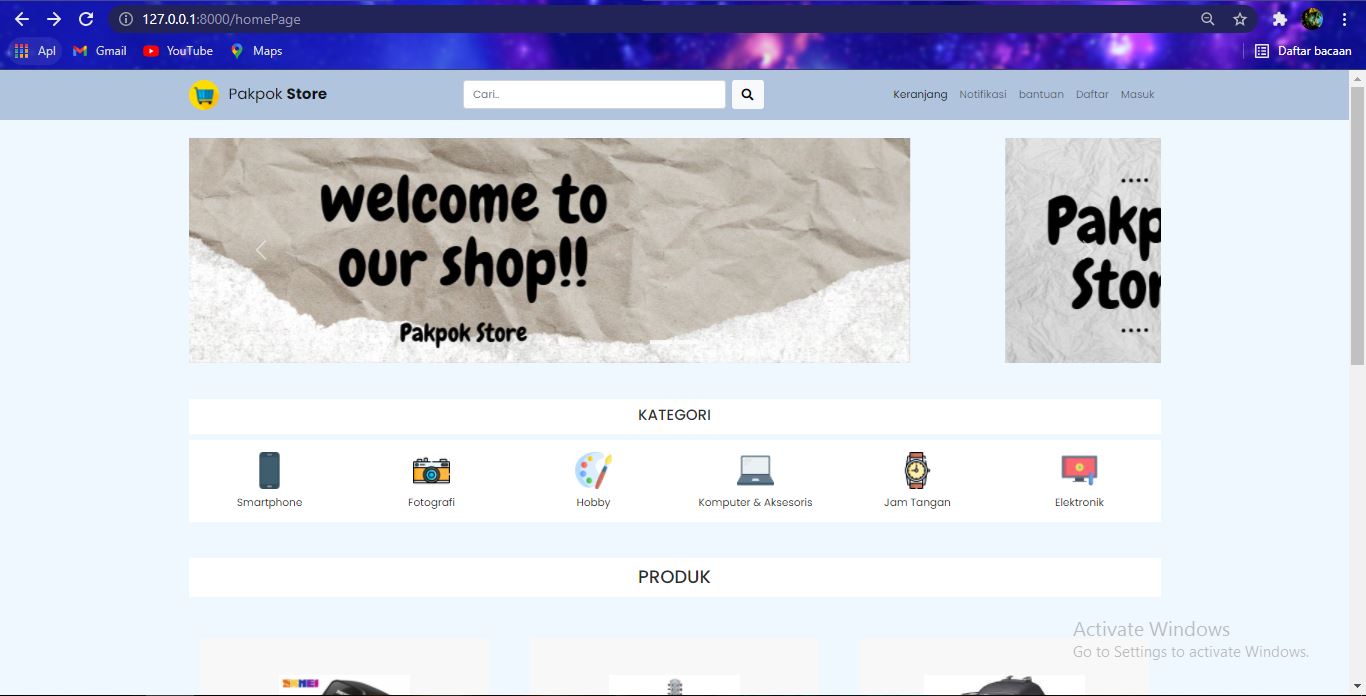 127.0.0.1:8000/homePage
Apl Gmail YouTube Maps Daftar bacaan
Pakpok Store Cari.. Keranjang Notifikasi bantuan Daftar Masuk
welcome to
our shop!!
Pakpok Store
....
Pakp
Stor
....
KATEGORI
Smartphone Fotografi Hobby Komputer & Aksesoris Jam Tangan Elektronik
PRODUK
SKMEI
Activate Windows
Go to Settings to activate Windows.